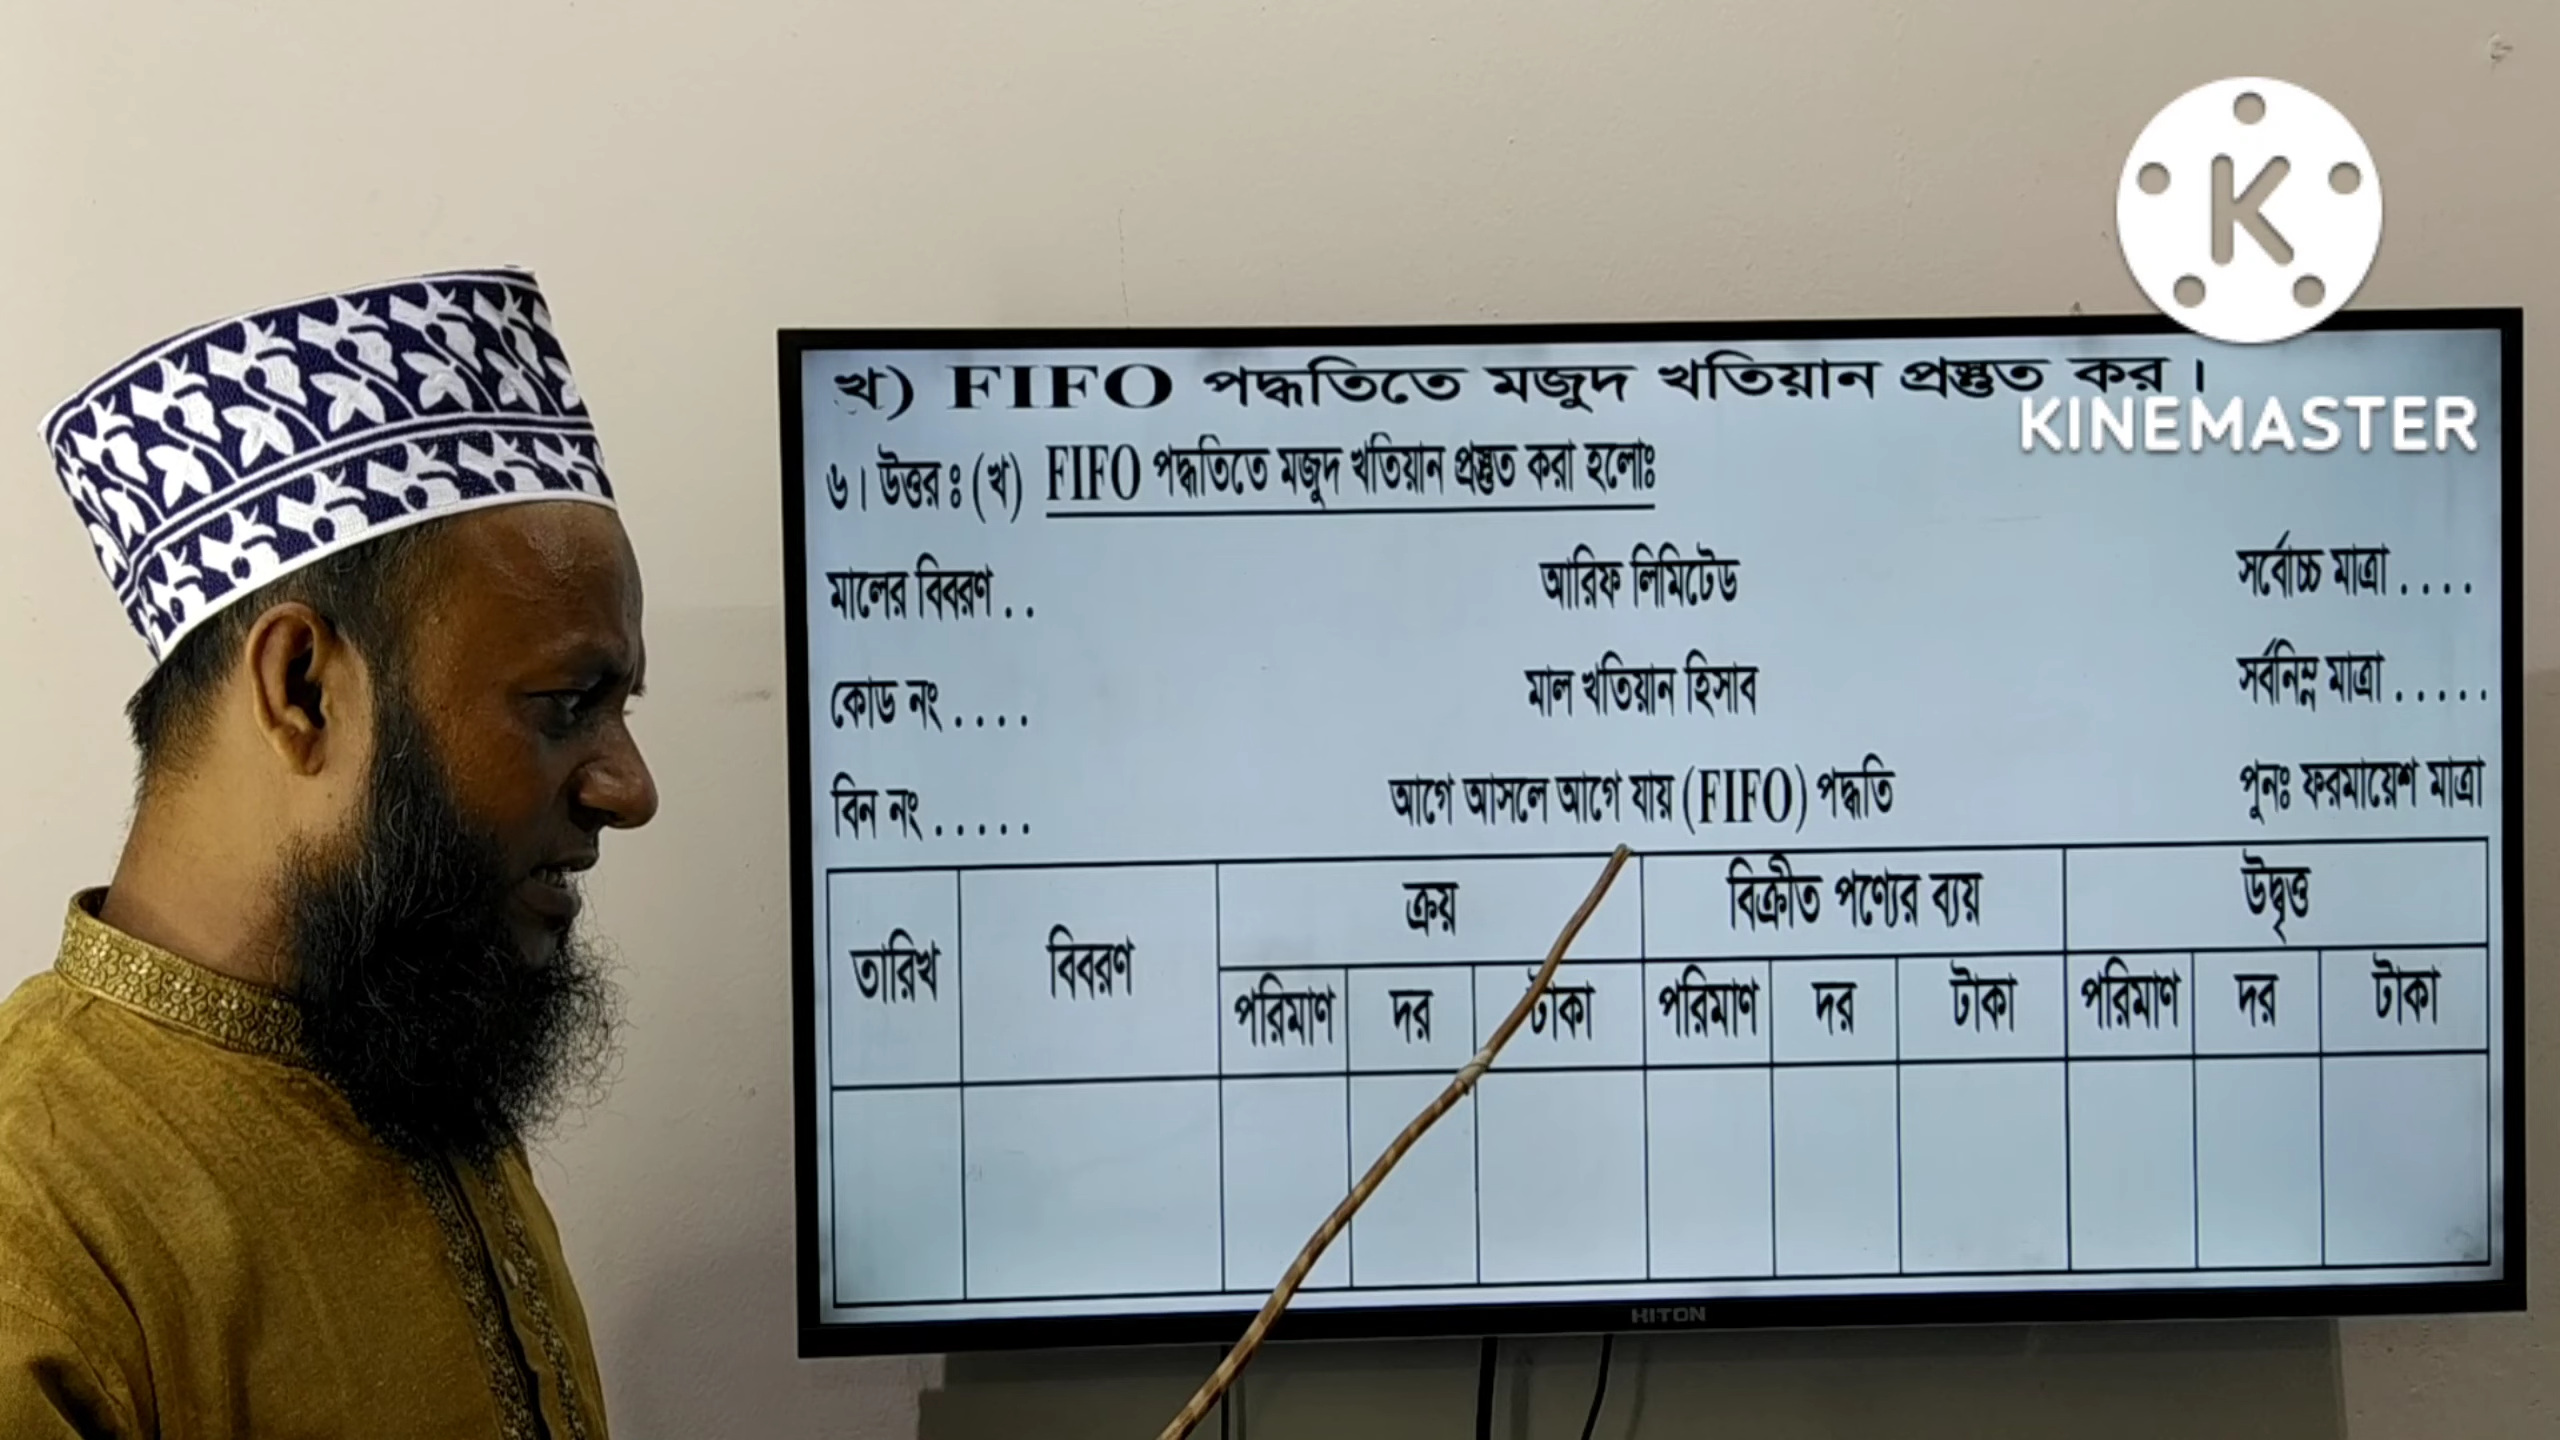 K
KINEMASTER
খ) FIFO পদ্ধতিতে মজুদ খতিয়ান প্রস্তুত কর।
৬। উত্তর ঃ (খ) FIFO পদ্ধতিতে মজুদ খতিয়ান প্রস্তুত করা হলোঃ
মালের বিবরণ . . আরিফ লিমিটেড সর্বোচ্চ মাত্রা . . . .
কোড নং . . . . মাল খতিয়ান হিসাব সর্বনিম্ন মাত্রা . . . . .
বিন নং . . . . . আগে আসলে আগে যায় (FIFO) পদ্ধতি পুনঃ ফরমায়েশ মাত্রা
তারিখ বিবরণ ক্রয় বিক্রীত পণ্যের ব্যয় উদ্বৃত্ত
পরিমাণ দর টাকা পরিমাণ দর টাকা পরিমাণ দর টাকা
HITON